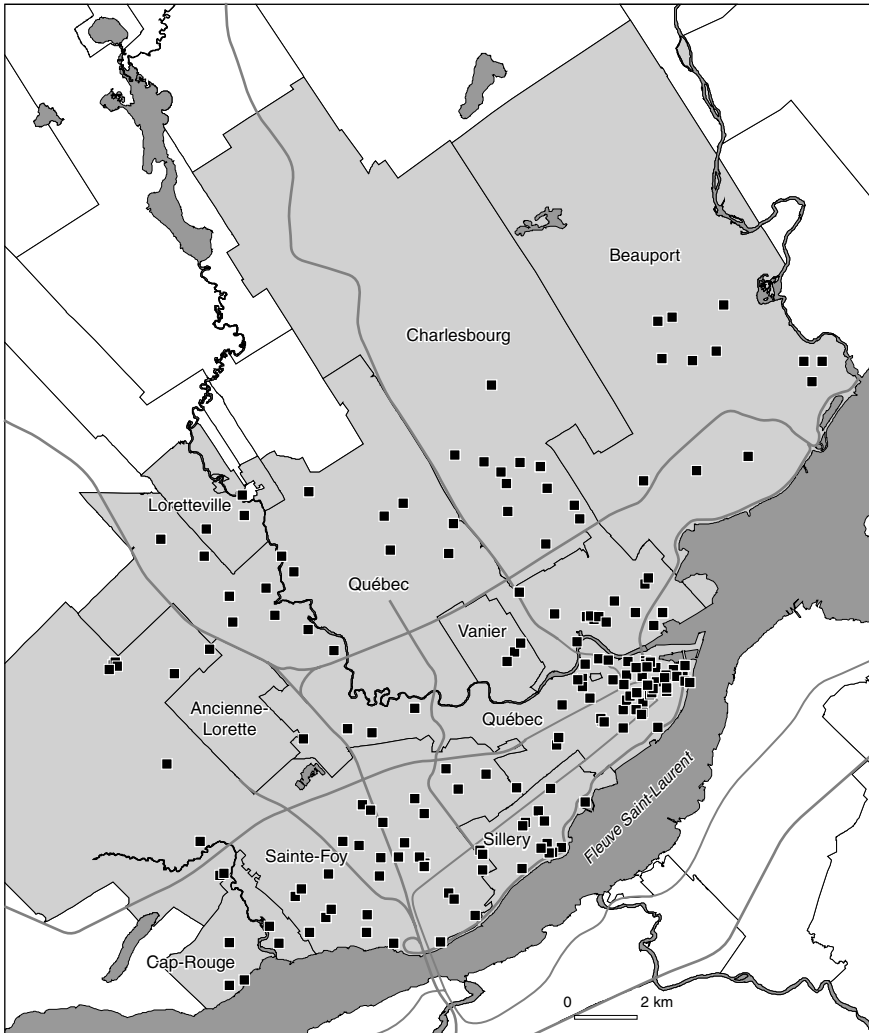 Beauport
Charlesbourg
Loretteville
Québec
Vanier
Ancienne-
Lorette
Québec
Fleuve Saint-Laurent
Sillery
Sainte-Foy
Cap-Rouge
0 2 km